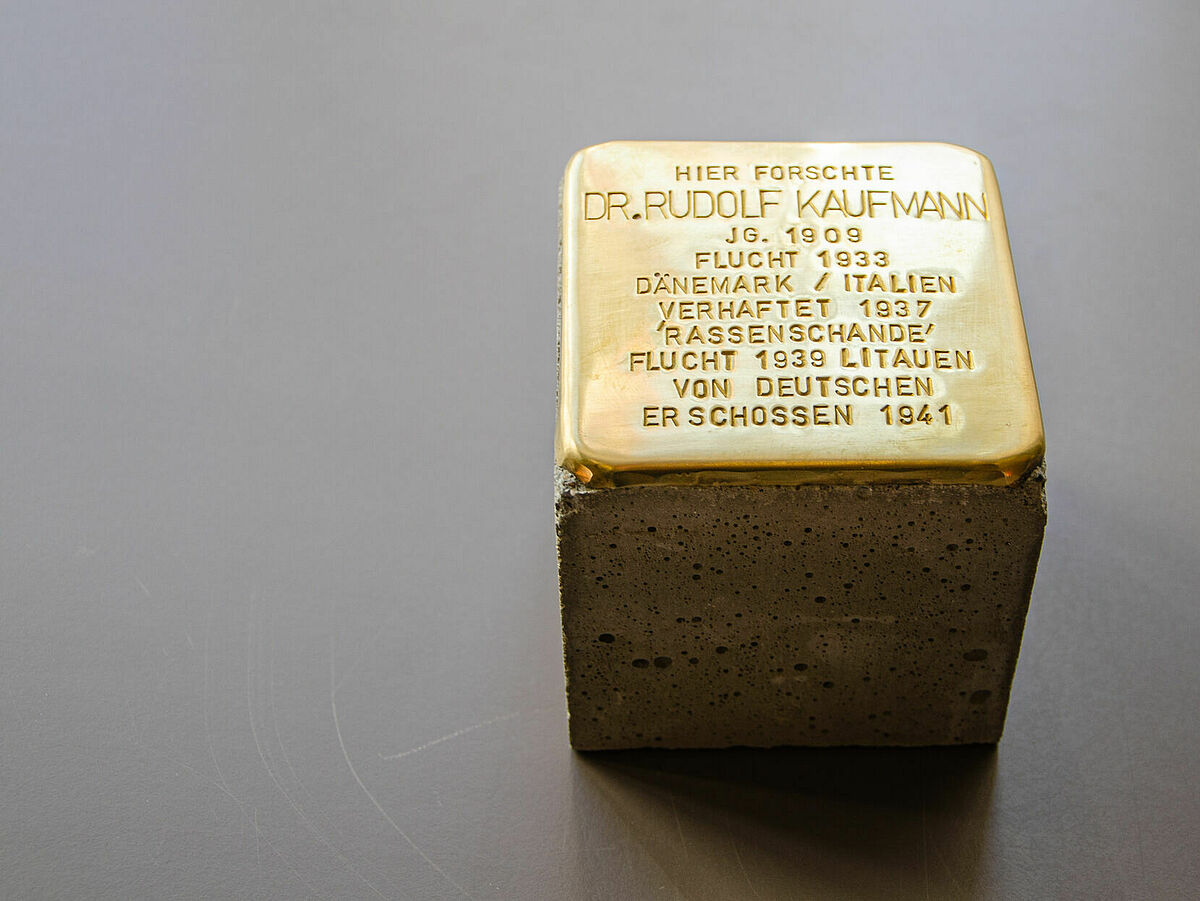 HIER FORSCHTE
DR. RUDOLF KAUFMANN
JG. 1909
FLUCHT 1933
DÄNEMARK / ITALIEN
VERHAFTET 1937
'RASSENSCHANDE'
FLUCHT 1939 LITAUEN
VON DEUTSCHEN
ERSCHOSSEN 1941